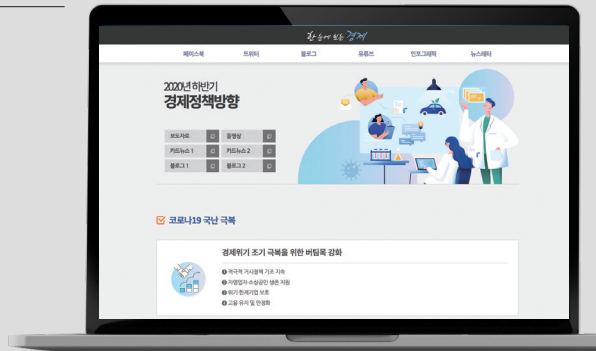 한 눈에 보는 경제
페이스북 트위터 블로그 유튜브 인포그래픽 뉴스레터
2020년 하반기
경제정책방향
보도자료 동영상
카드뉴스 1 카드뉴스 2
블로그 1 블로그 2
코로나19 국난 극복
경제위기 조기 극복을 위한 버팀목 강화
❶ 적극적 거시정책 기조 지속
❷ 자영업자·소상공인 생존 지원
❸ 위기·한계기업 보호
❹ 고용 유지 및 안정화